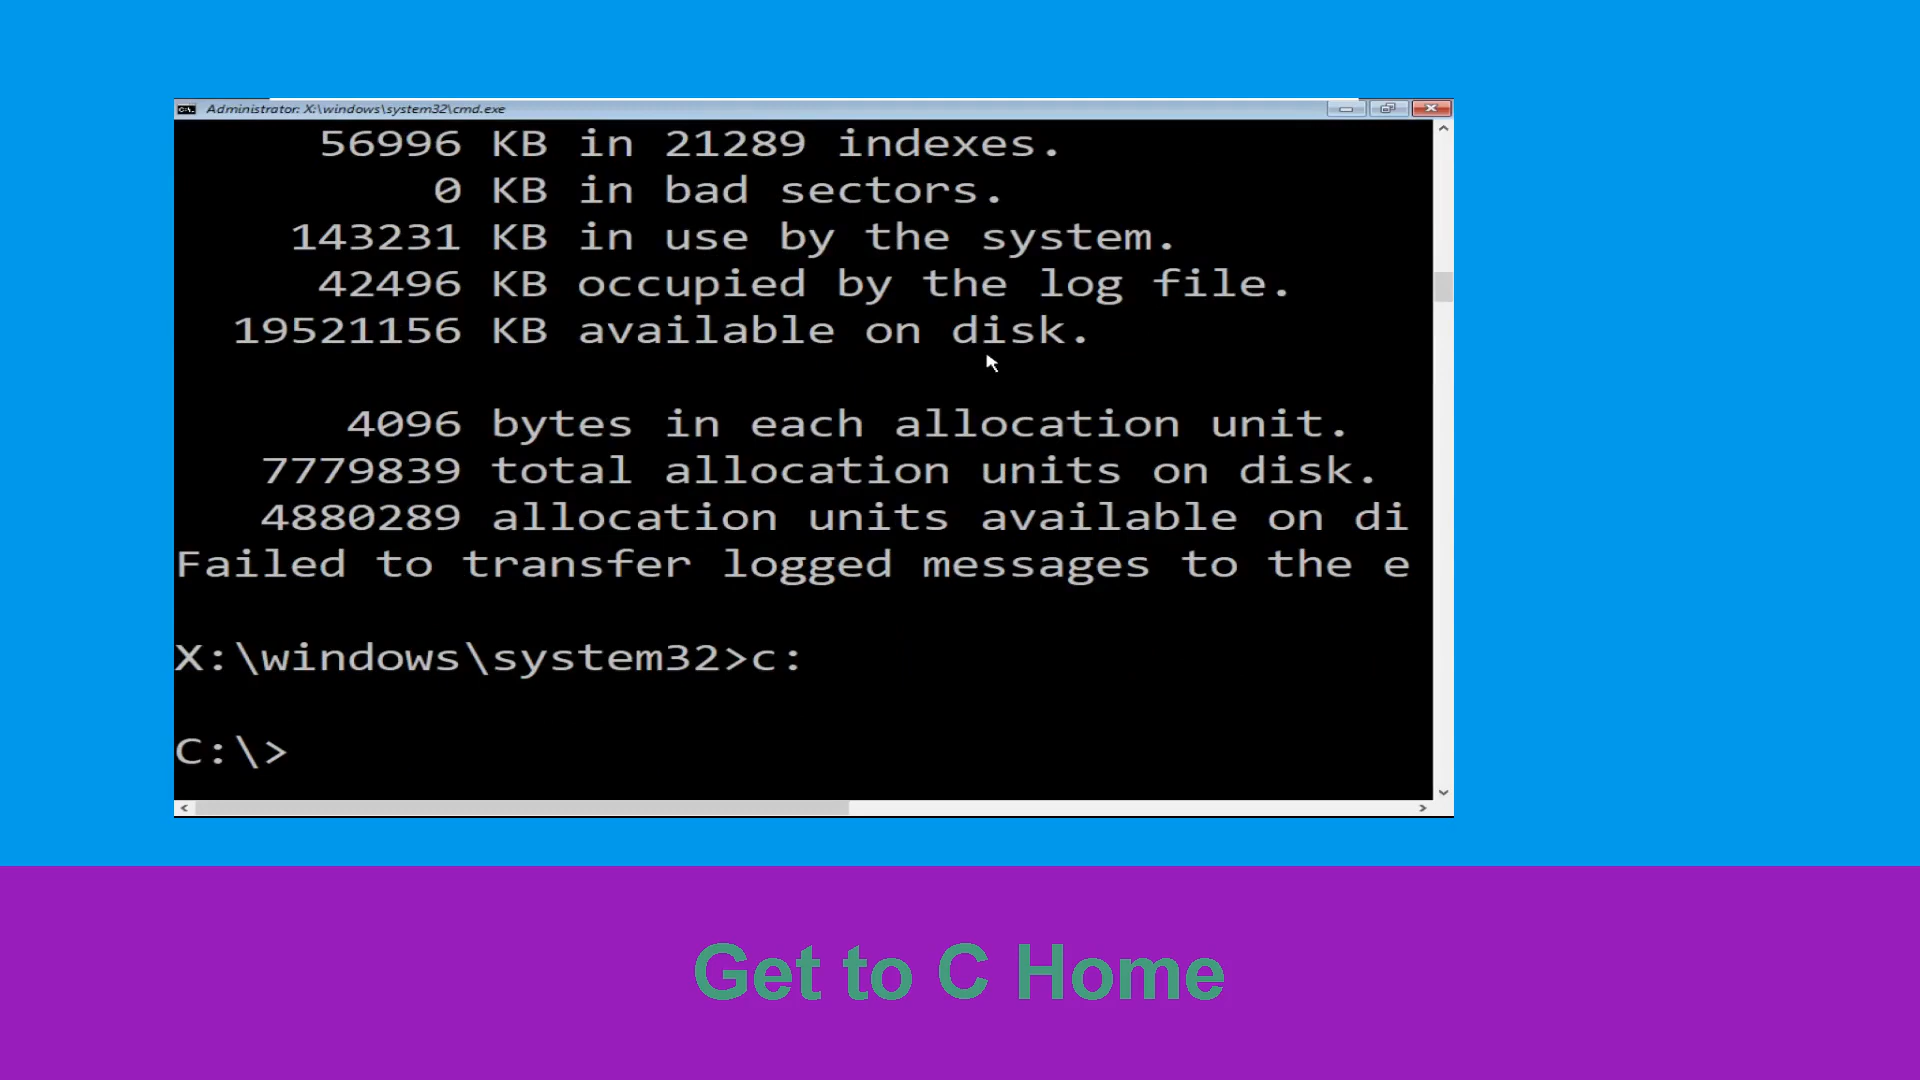 Administrator: X:\windows\system32\cmd.exe
56996 KB in 21289 indexes.
0 KB in bad sectors.
143231 KB in use by the system.
42496 KB occupied by the log file.
19521156 KB available on disk.
4096 bytes in each allocation unit.
7779839 total allocation units on disk.
4880289 allocation units available on di
Failed to transfer logged messages to the e
X:\windows\system32>c:
C:\>
Get to C Home